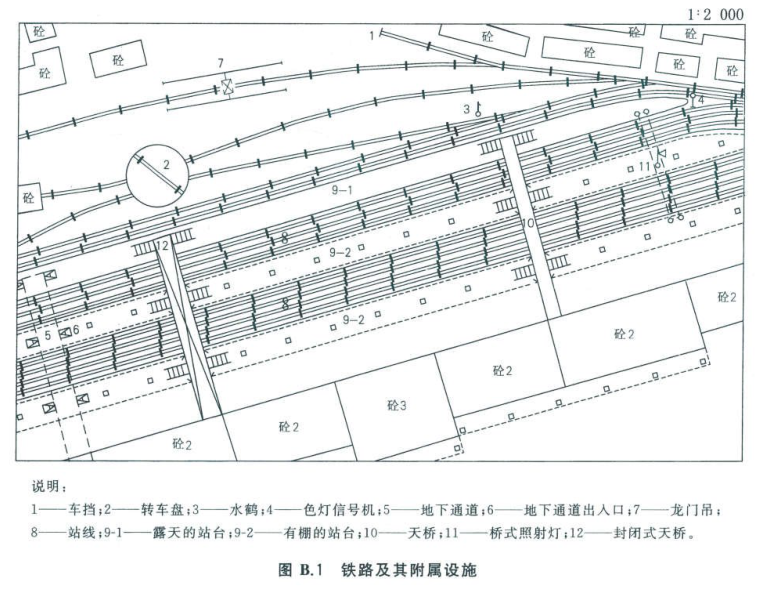 1:2 000
砼
砼
砼
砼
砼
砼
砼
砼
1
7
3
4
2
砼
9-1
11
12
8
9-2
10
砼2
5
6
8
9-2
砼2
砼2
砼3
砼2
砼2
说明：
1——车挡；2——转车盘；3——水鹤；4——色灯信号机；5——地下通道；6——地下通道出入口；7——龙门吊；
8——站线；9-1——露天的站台；9-2——有棚的站台；10——天桥；11——桥式照射灯；12——封闭式天桥。
图 B.1 铁路及其附属设施